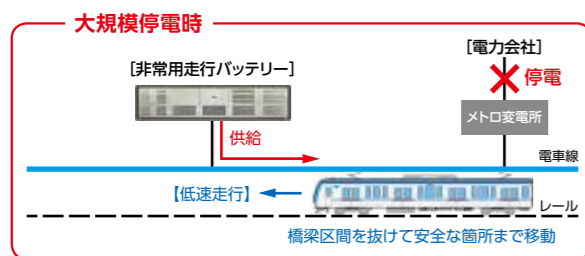 大規模停電時
[電力会社]
[非常用走行バッテリー]
停電
メトロ変電所
供給
電車線
【低速走行】
レール
橋梁区間を抜けて安全な箇所まで移動